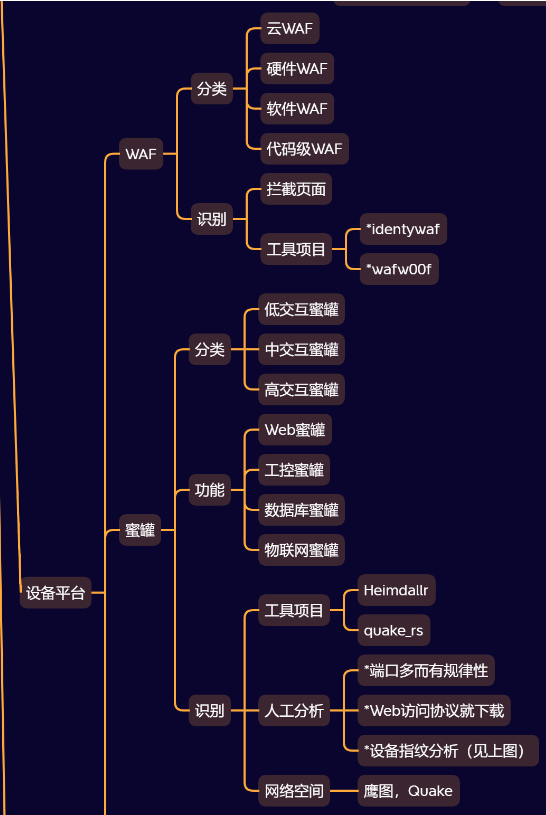 云WAF
硬件WAF
分类
软件WAF
代码级WAF
WAF
拦截页面
识别
工具项目
*identywaf
*wafw00f
低交互蜜罐
分类
中交互蜜罐
高交互蜜罐
Web蜜罐
功能
工控蜜罐
数据库蜜罐
物联网蜜罐
蜜罐
设备平台
工具项目
Heimdallr
quake_rs
识别
人工分析
*端口多而有规律性
*Web访问协议就下载
*设备指纹分析（见上图）
网络空间
鹰图，Quake